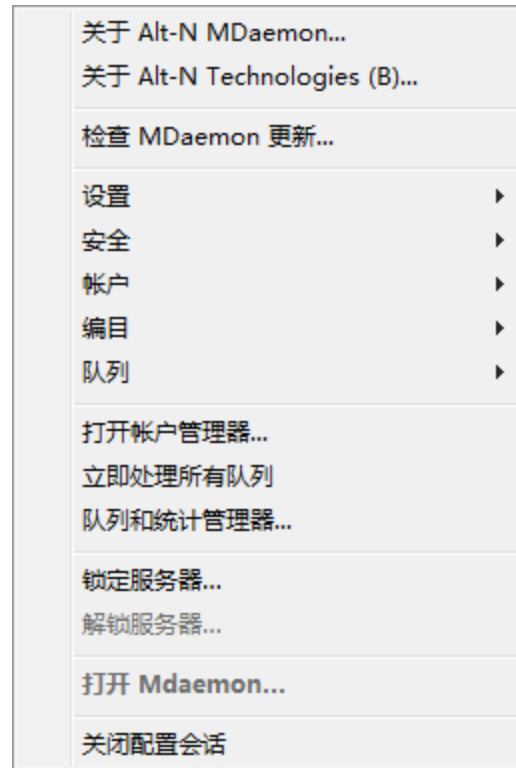 关于 Alt-N MDaemon...
关于 Alt-N Technologies (B)...
检查 MDaemon 更新...
设置
安全
帐户
编目
队列
打开帐户管理器...
立即处理所有队列
队列和统计管理器...
锁定服务器...
解锁服务器...
打开 Mdaemon...
关闭配置会话